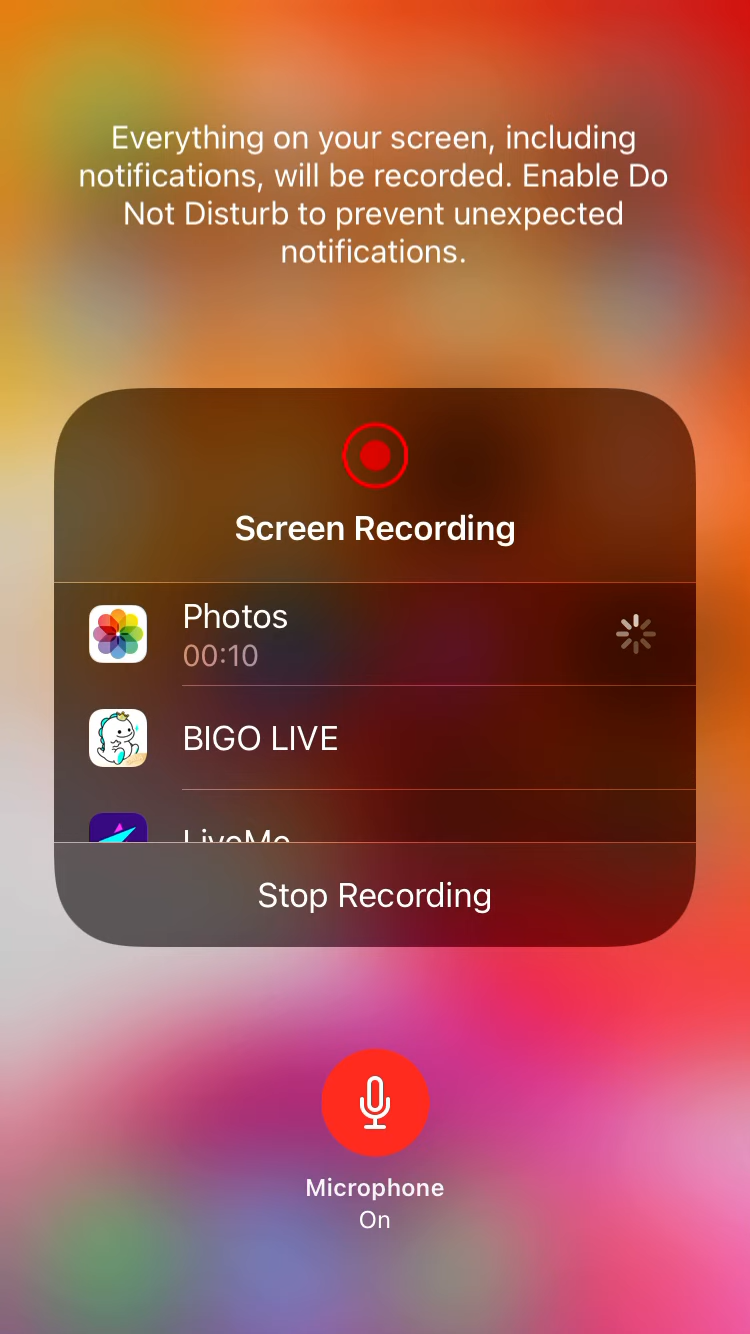 Everything on your screen, including
notifications, will be recorded. Enable Do
Not Disturb to prevent unexpected
notifications.
Screen Recording
Photos
00:10
BIGO LIVE
LiveMe
Stop Recording
Microphone
On